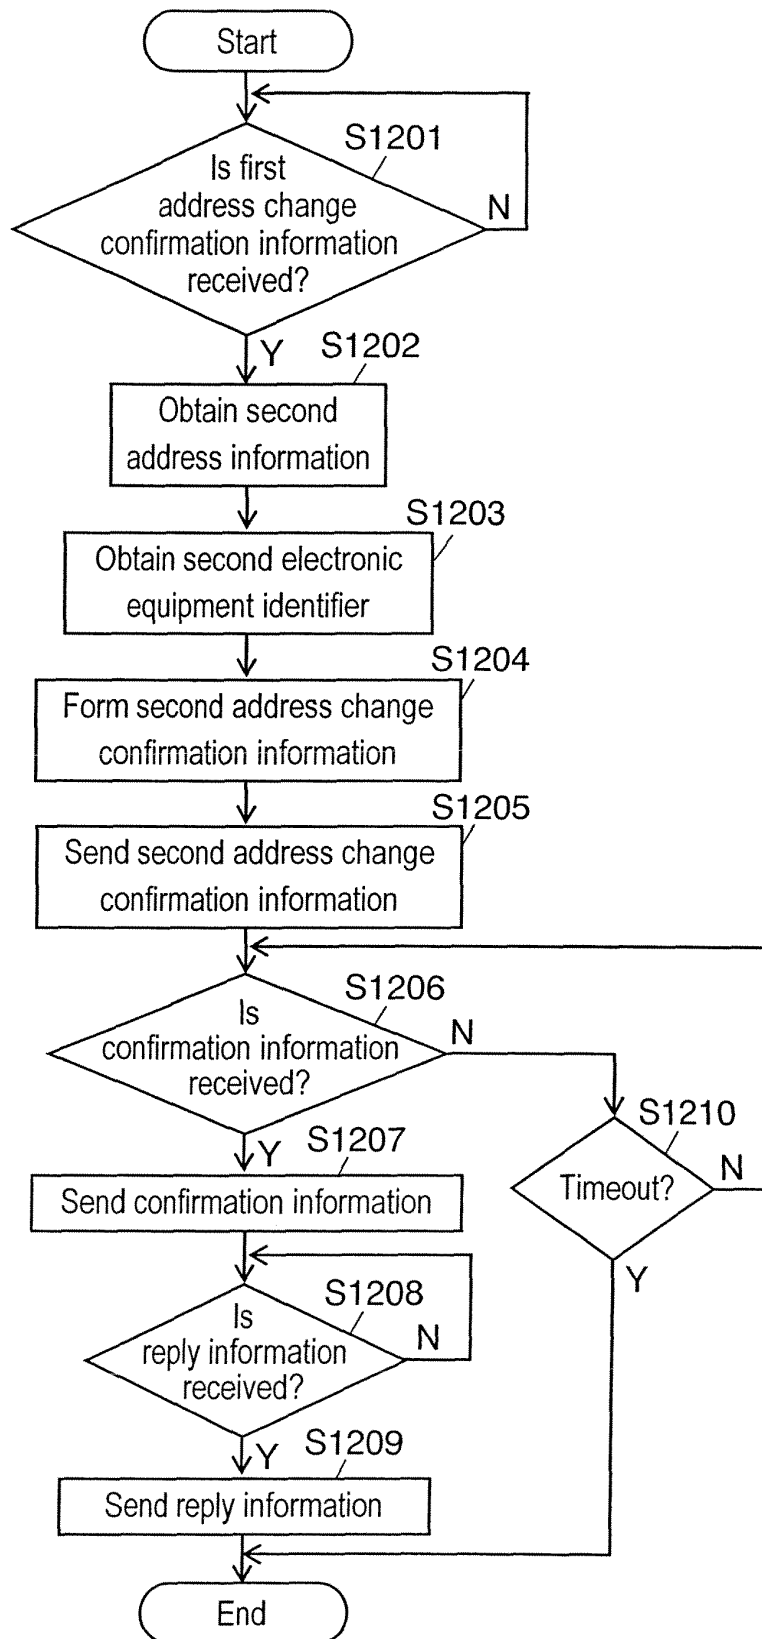 Start
S1201
Is first
address change
confirmation information
received?
N
Y
S1202
Obtain second
address information
S1203
Obtain second electronic
equipment identifier
S1204
Form second address change
confirmation information
S1205
Send second address change
confirmation information
S1206
Is
confirmation information
received?
N
Y
S1210
Timeout?
N
Y
S1207
Send confirmation information
S1208
Is
reply information
received?
N
Y
S1209
Send reply information
End